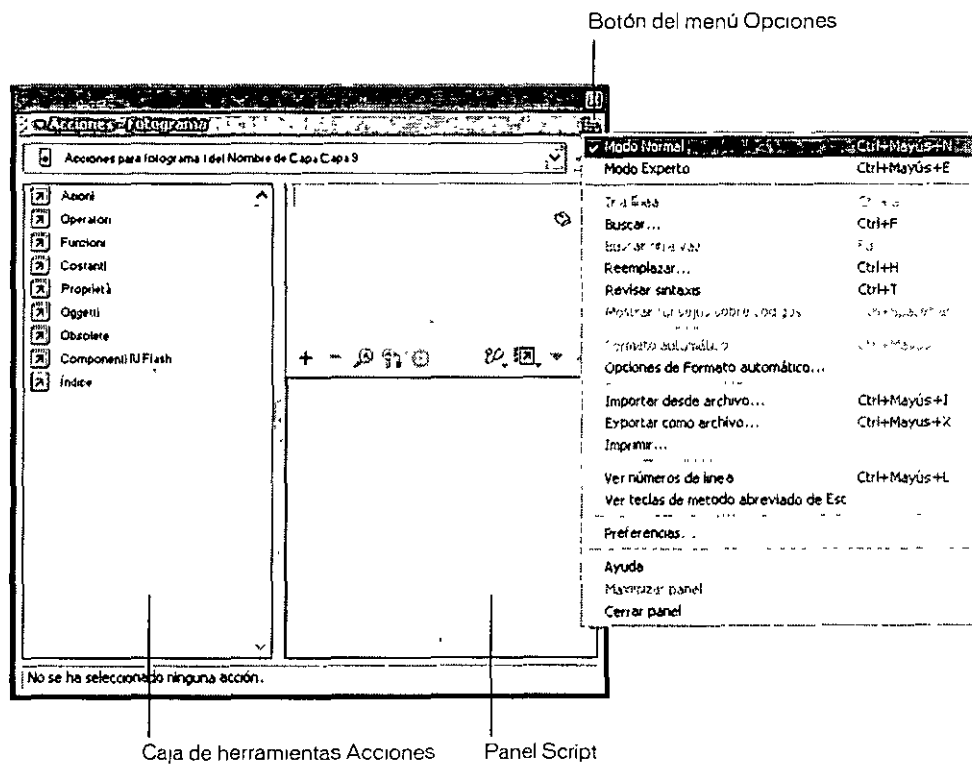 Botón del menú Opciones
Acciones - Fotograma
Acciones para fotograma 1 del Nombre de Capa Capa 9
Azioni
Operatori
Funzioni
Costanti
Proprietà
Oggetti
Obsolete
Componenti IU Flash
Índice
No se ha seleccionado ninguna acción.
Modo Normal Ctrl+Mayús+N
Modo Experto Ctrl+Mayús+E
Buscar... Ctrl+F
Reemplazar... Ctrl+H
Revisar sintaxis Ctrl+T
Formato automático
Opciones de Formato automático...
Importar desde archivo... Ctrl+Mayús+I
Exportar como archivo... Ctrl+Mayus+X
Imprimir...
Ver números de linea Ctrl+Mayús+L
Ver teclas de metodo abreviado de Esc
Preferencias...
Ayuda
Maximizar panel
Cerrar panel
Caja de herramientas Acciones
Panel Script